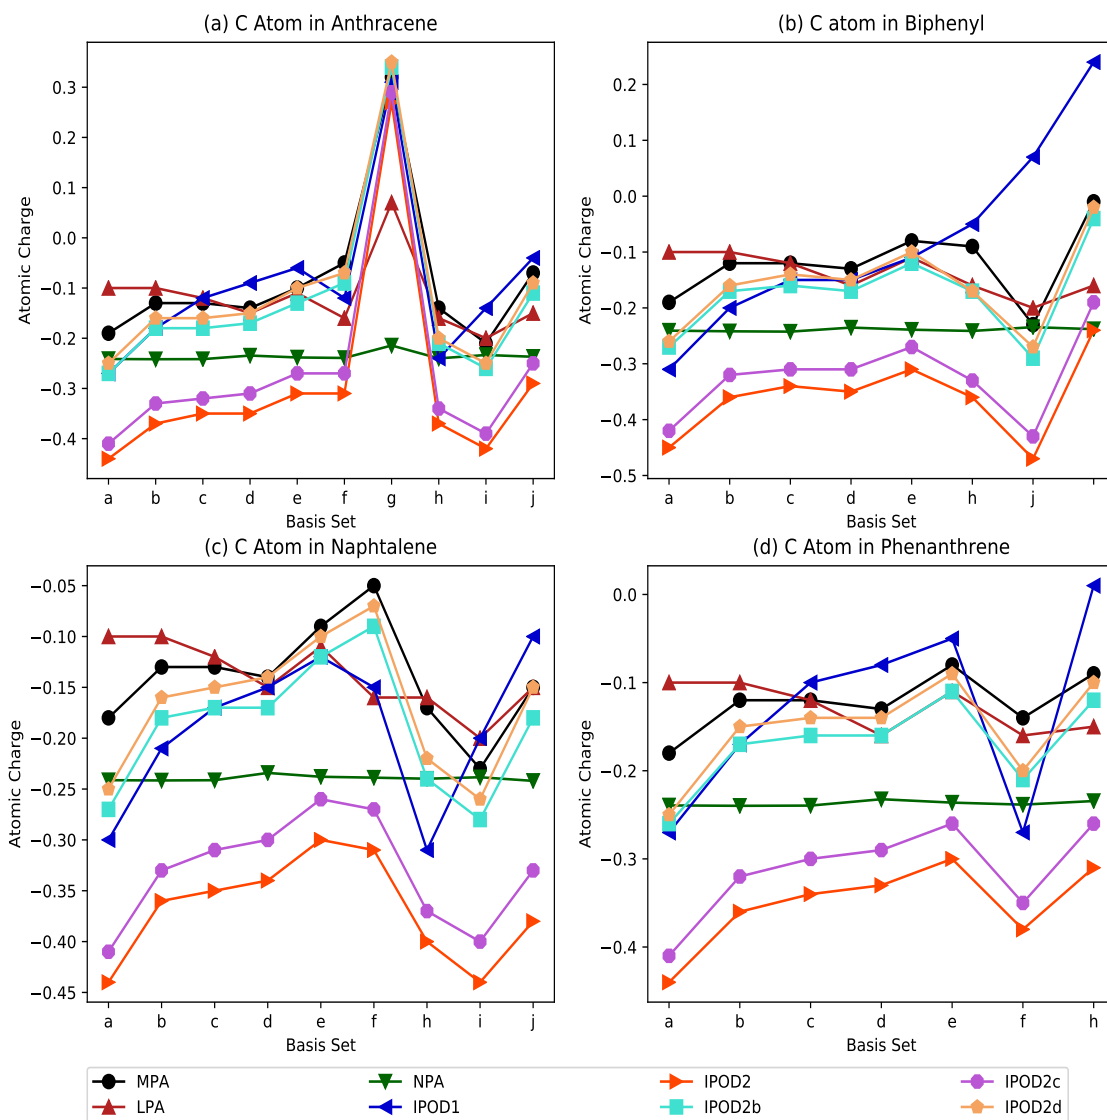 (a) C Atom in Anthracene
0.3
0.2
0.1
0.0
−0.1
−0.2
−0.3
−0.4
Atomic Charge
a b c d e f g h i j
Basis Set
(b) C atom in Biphenyl
0.2
0.1
0.0
−0.1
−0.2
−0.3
−0.4
−0.5
Atomic Charge
a b c d e h j
Basis Set
(c) C Atom in Naphtalene
−0.05
−0.10
−0.15
−0.20
−0.25
−0.30
−0.35
−0.40
−0.45
Atomic Charge
a b c d e f h i j
Basis Set
(d) C Atom in Phenanthrene
0.0
−0.1
−0.2
−0.3
−0.4
Atomic Charge
a b c d e f h
Basis Set
MPA NPA IPOD2 IPOD2c
LPA IPOD1 IPOD2b IPOD2d